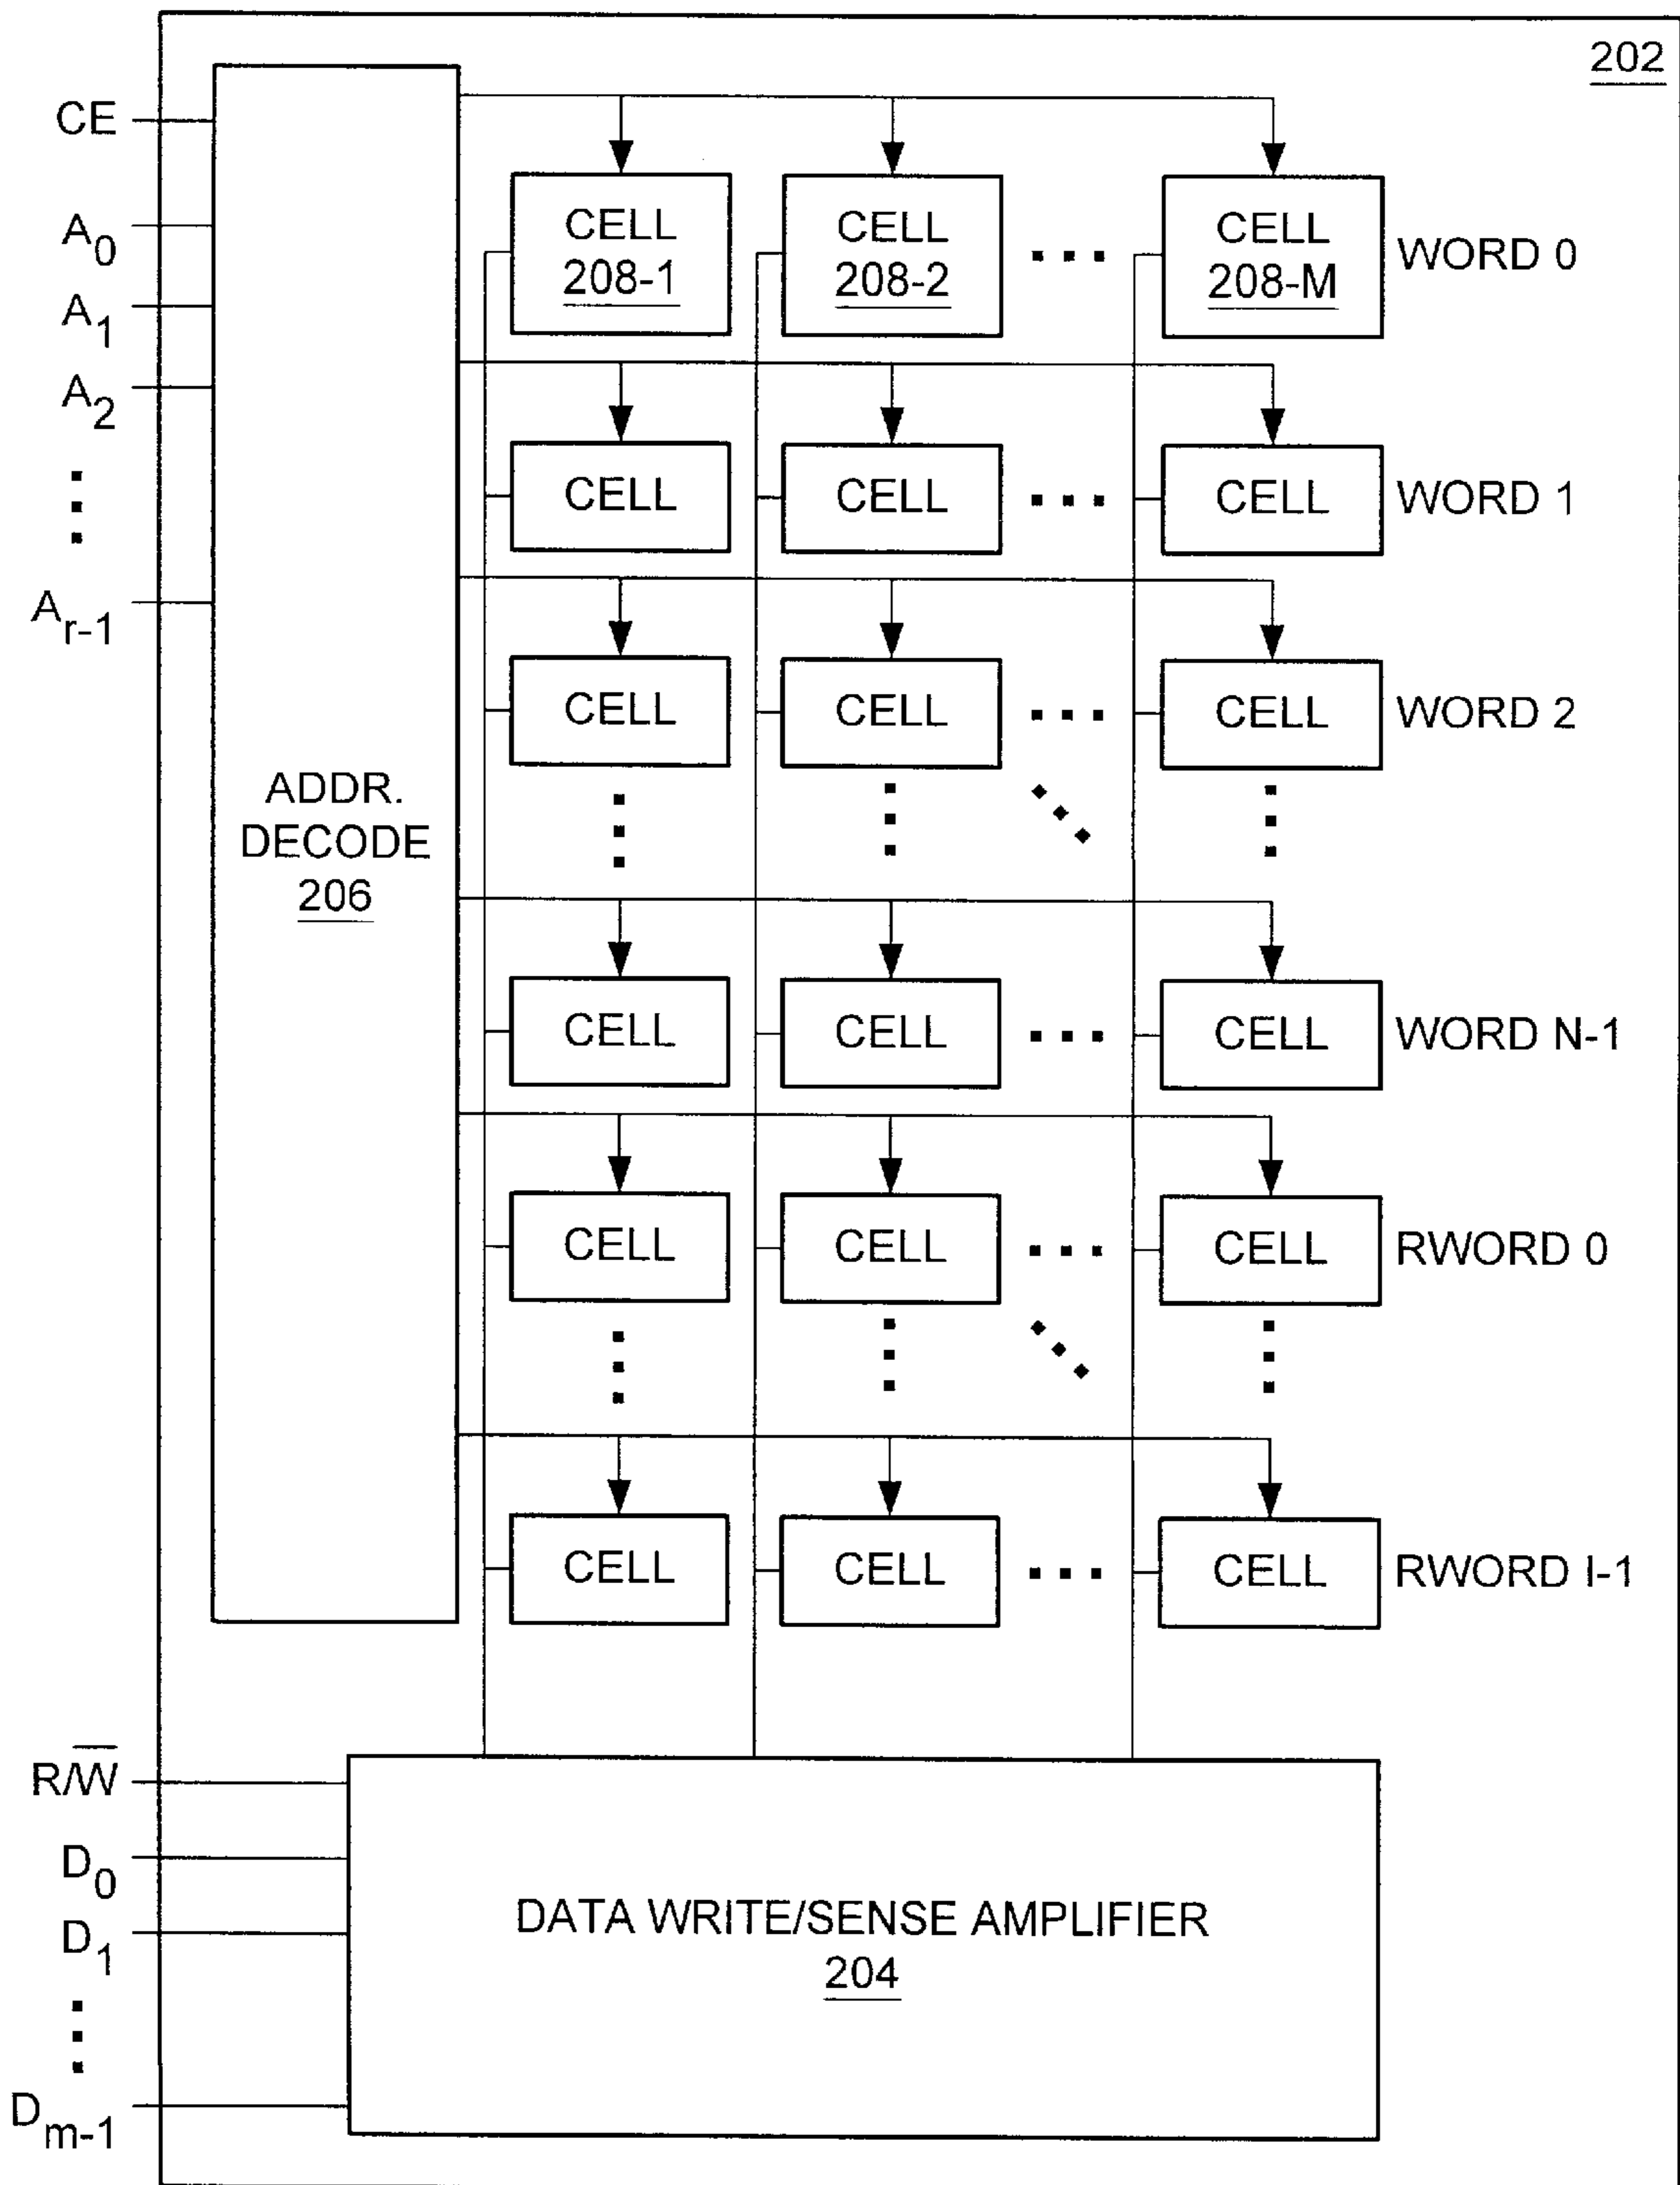 202
CE
A0
A1
A2
Ar-1
ADDR.
DECODE
206
CELL
208-1
CELL
208-2
CELL
208-M
WORD 0
CELL CELL CELL WORD 1
CELL CELL CELL WORD 2
CELL CELL CELL WORD N-1
CELL CELL CELL RWORD 0
CELL CELL CELL RWORD I-1
R/W̅
D0
D1
Dm-1
DATA WRITE/SENSE AMPLIFIER
204